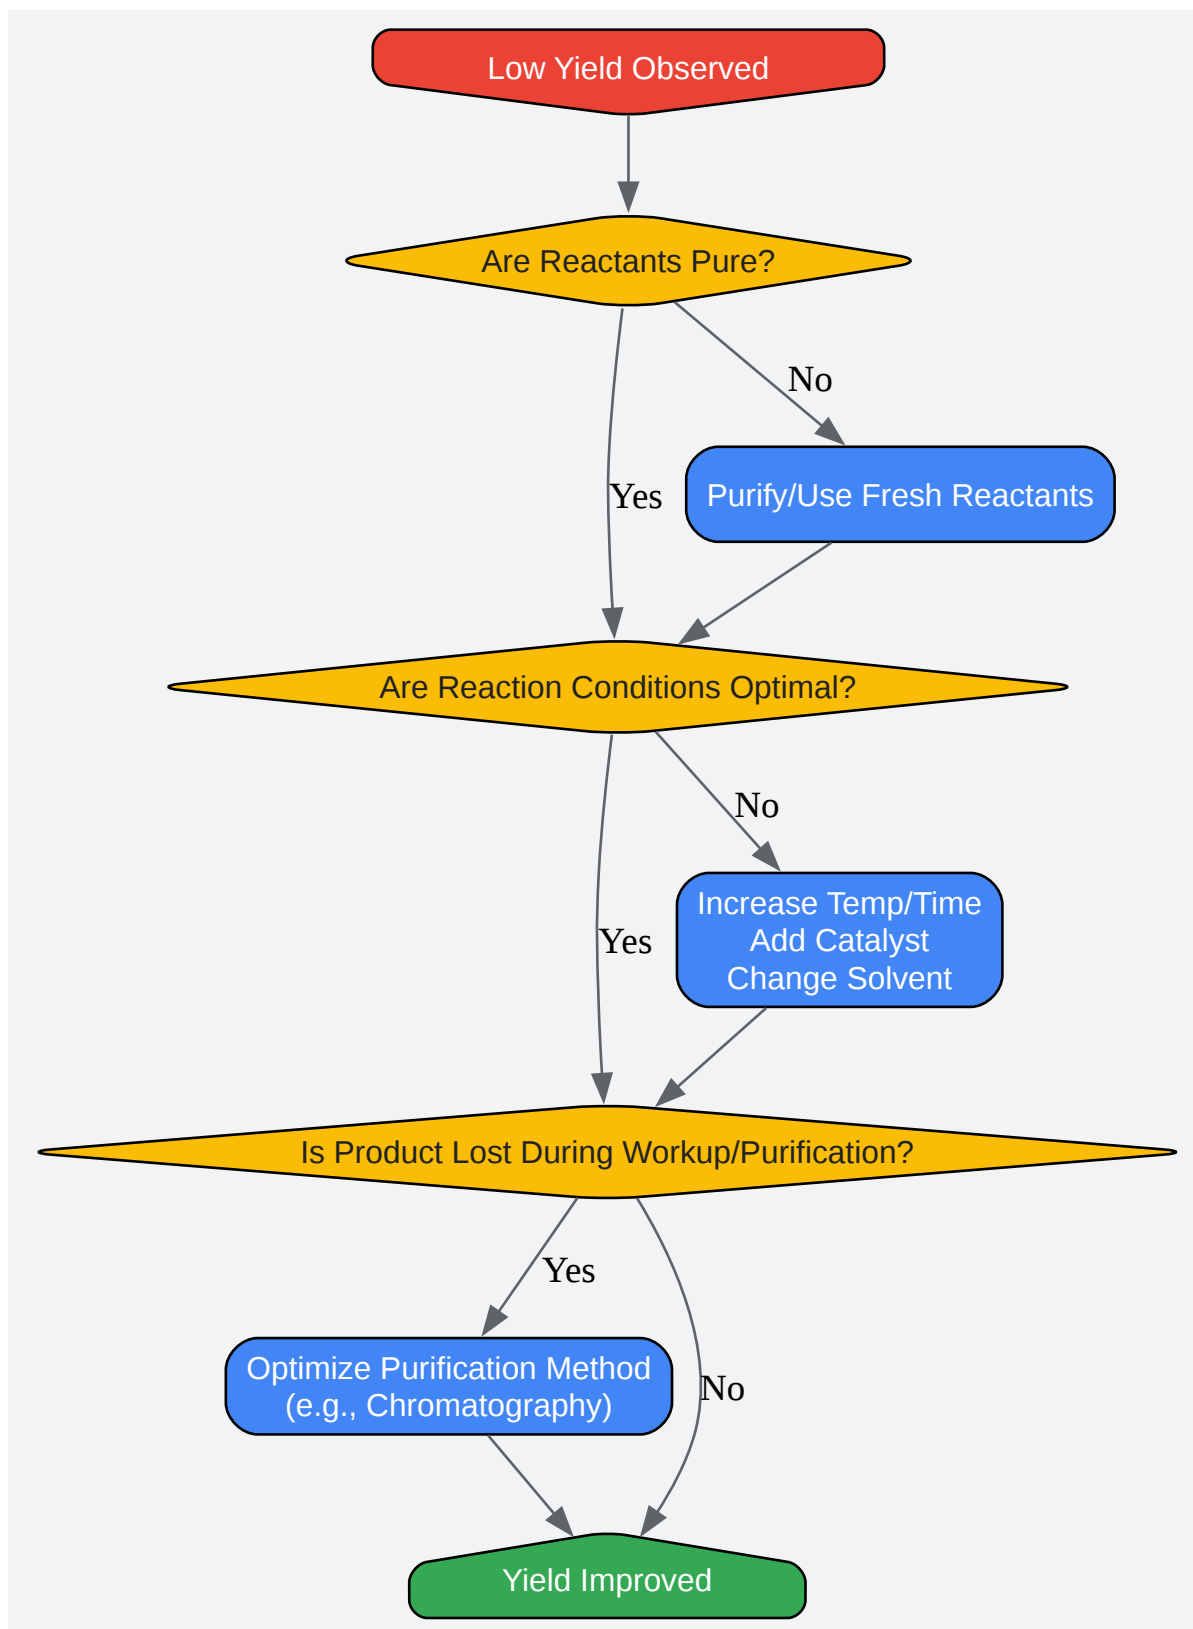 Low Yield Observed
Are Reactants Pure?
No
Yes
Purify/Use Fresh Reactants
Are Reaction Conditions Optimal?
No
Increase Temp/Time
Add Catalyst
Change Solvent
Yes
Is Product Lost During Workup/Purification?
Yes
Optimize Purification Method
(e.g., Chromatography)
No
Yield Improved